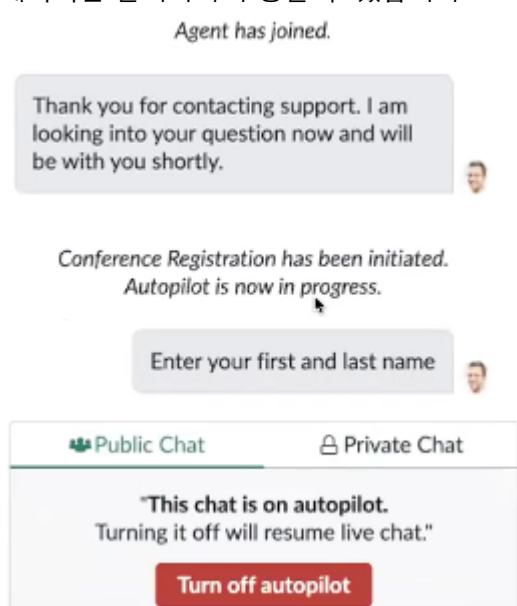 Agent has joined.
Thank you for contacting support. I am
looking into your question now and will
be with you shortly.
Conference Registration has been initiated.
Autopilot is now in progress.
Enter your first and last name
Public Chat
Private Chat
"This chat is on autopilot.
Turning it off will resume live chat."
Turn off autopilot